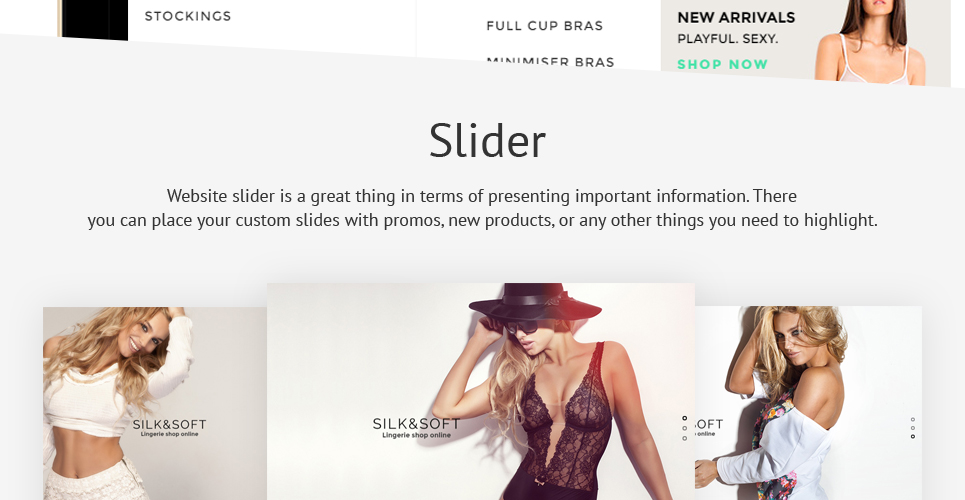 STOCKINGS
FULL CUP BRAS
MINIMISER BRAS
NEW ARRIVALS
PLAYFUL. SEXY.
SHOP NOW
Slider
Website slider is a great thing in terms of presenting important information. There
you can place your custom slides with promos, new products, or any other things you need to highlight.
SILK&SOFT
Lingerie shop online
SILK&SOFT
Lingerie shop online
OFT
online